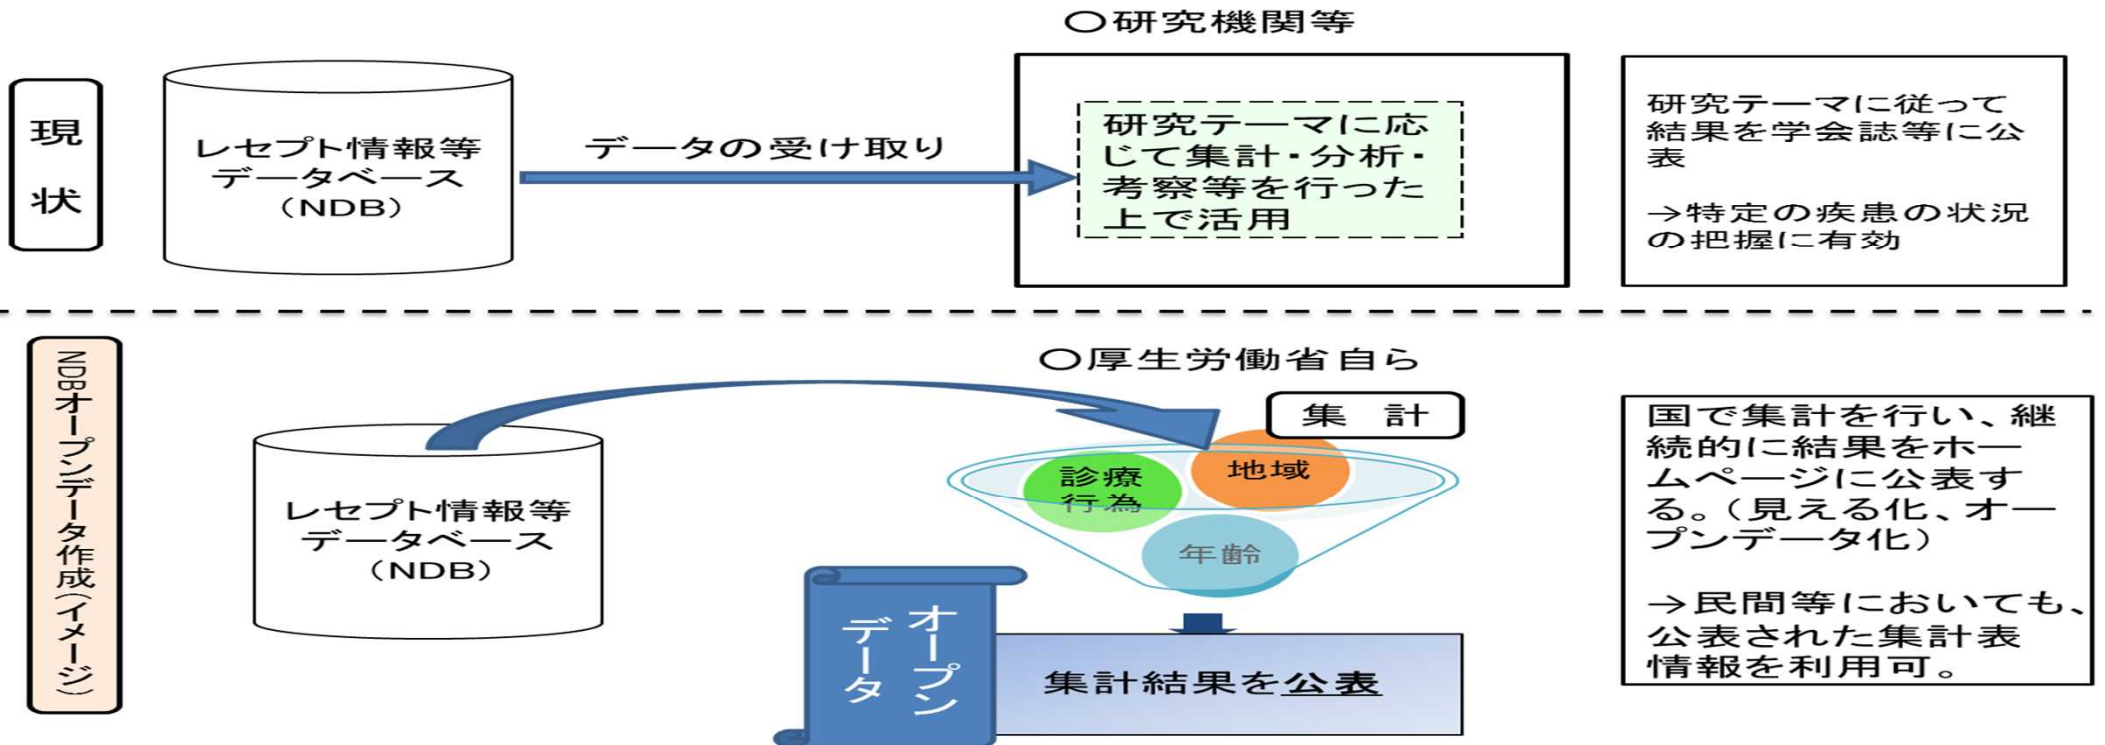 現状
レセプト情報等
データベース
（NDB）
データの受け取り
〇研究機関等
研究テーマに応
じて集計・分析・
考察等を行った
上で活用
研究テーマに従って
結果を学会誌等に公
表
→特定の疾患の状況
の把握に有効
NDBオープンデータ作成（イメージ）
レセプト情報等
データベース
（NDB）
〇厚生労働省自ら
集　計
診療
行為
地域
年齢
オープン
データ
集計結果を公表
国で集計を行い、継
続的に結果をホー
ムページに公表す
る。（見える化、オー
プンデータ化）
→民間等においても、
公表された集計表
情報を利用可。